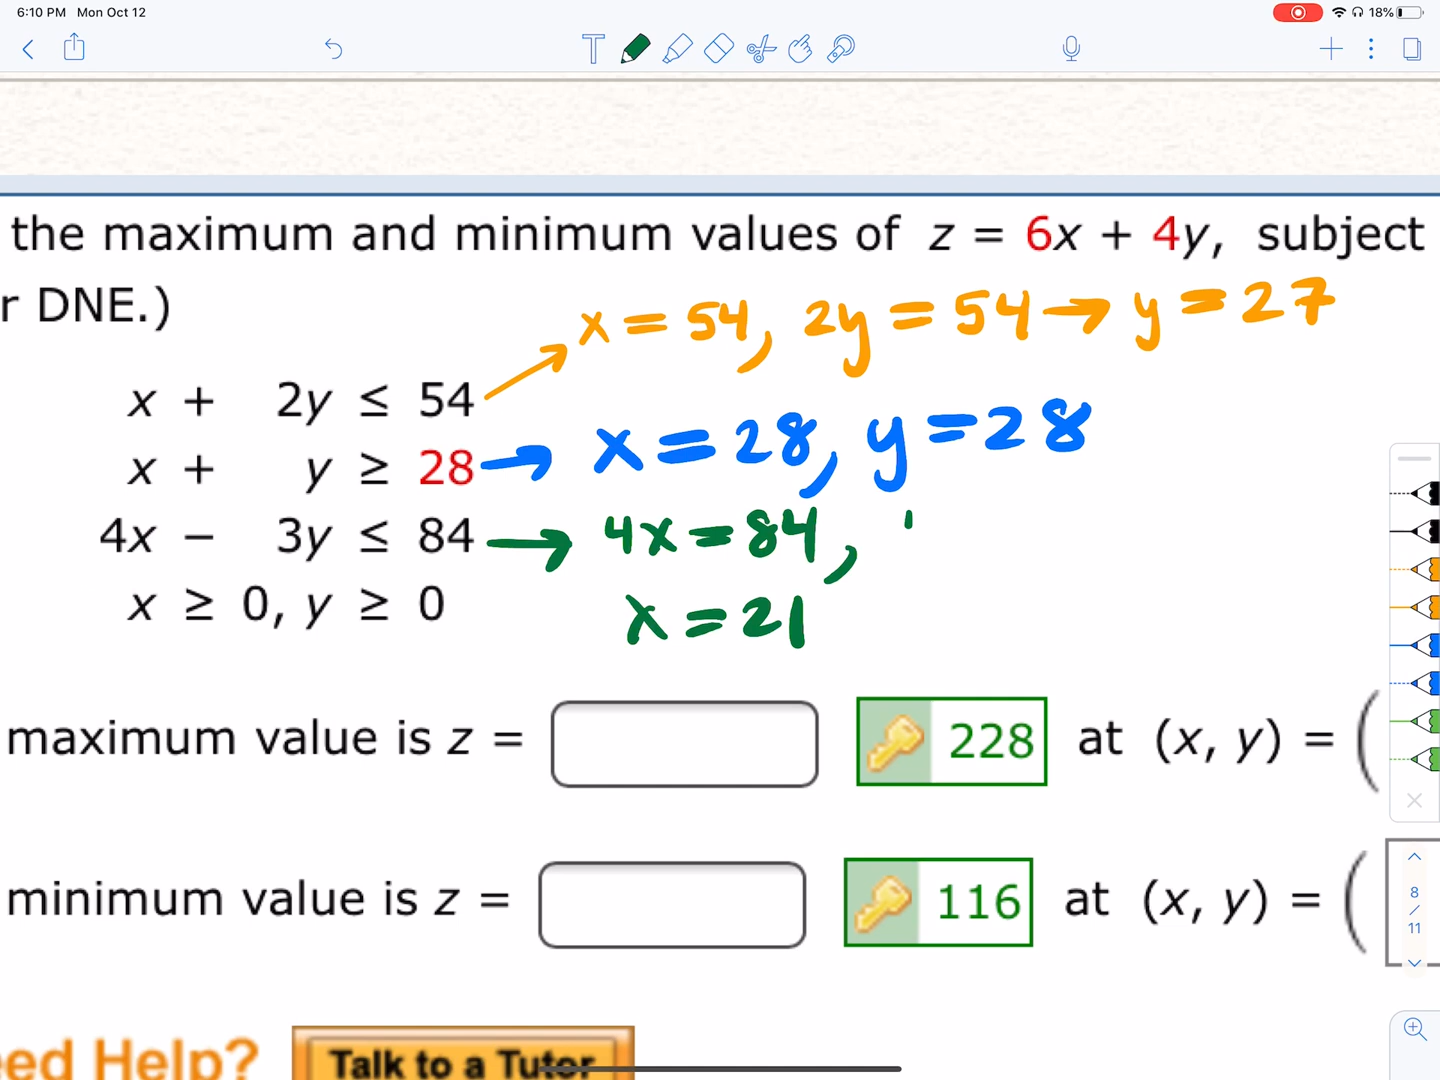 6:10 PM Mon Oct 12
18%
T
the maximum and minimum values of z = 6x + 4y, subject
r DNE.)
x = 54, 2y = 54 → y = 27
x + 2y ≤ 54
x + y ≥ 28 → x = 28, y = 28
4x − 3y ≤ 84 → 4x = 84,
x ≥ 0, y ≥ 0
x = 21
maximum value is z = 228 at (x, y) = (
minimum value is z = 116 at (x, y) = (
8
/
11
eed Help? Talk to a Tutor